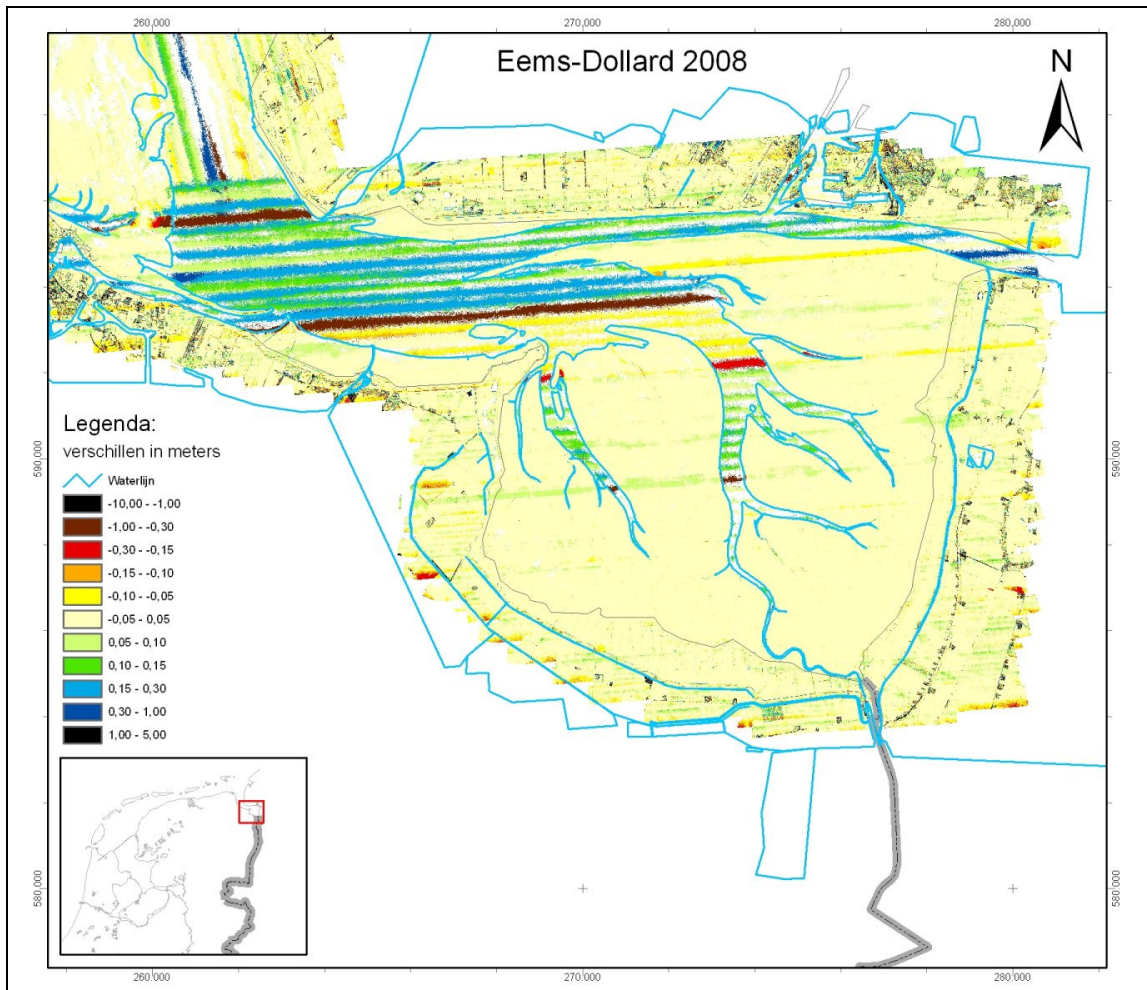 260,000
270,000
280,000
Eems-Dollard 2008
N
590,000
590,000
Legenda:
verschillen in meters
Waterlijn
-10,00 - -1,00
-1,00 - -0,30
-0,30 - -0,15
-0,15 - -0,10
-0,10 - -0,05
-0,05 - 0,05
0,05 - 0,10
0,10 - 0,15
0,15 - 0,30
0,30 - 1,00
1,00 - 5,00
580,000
580,000
260,000
270,000
280,000